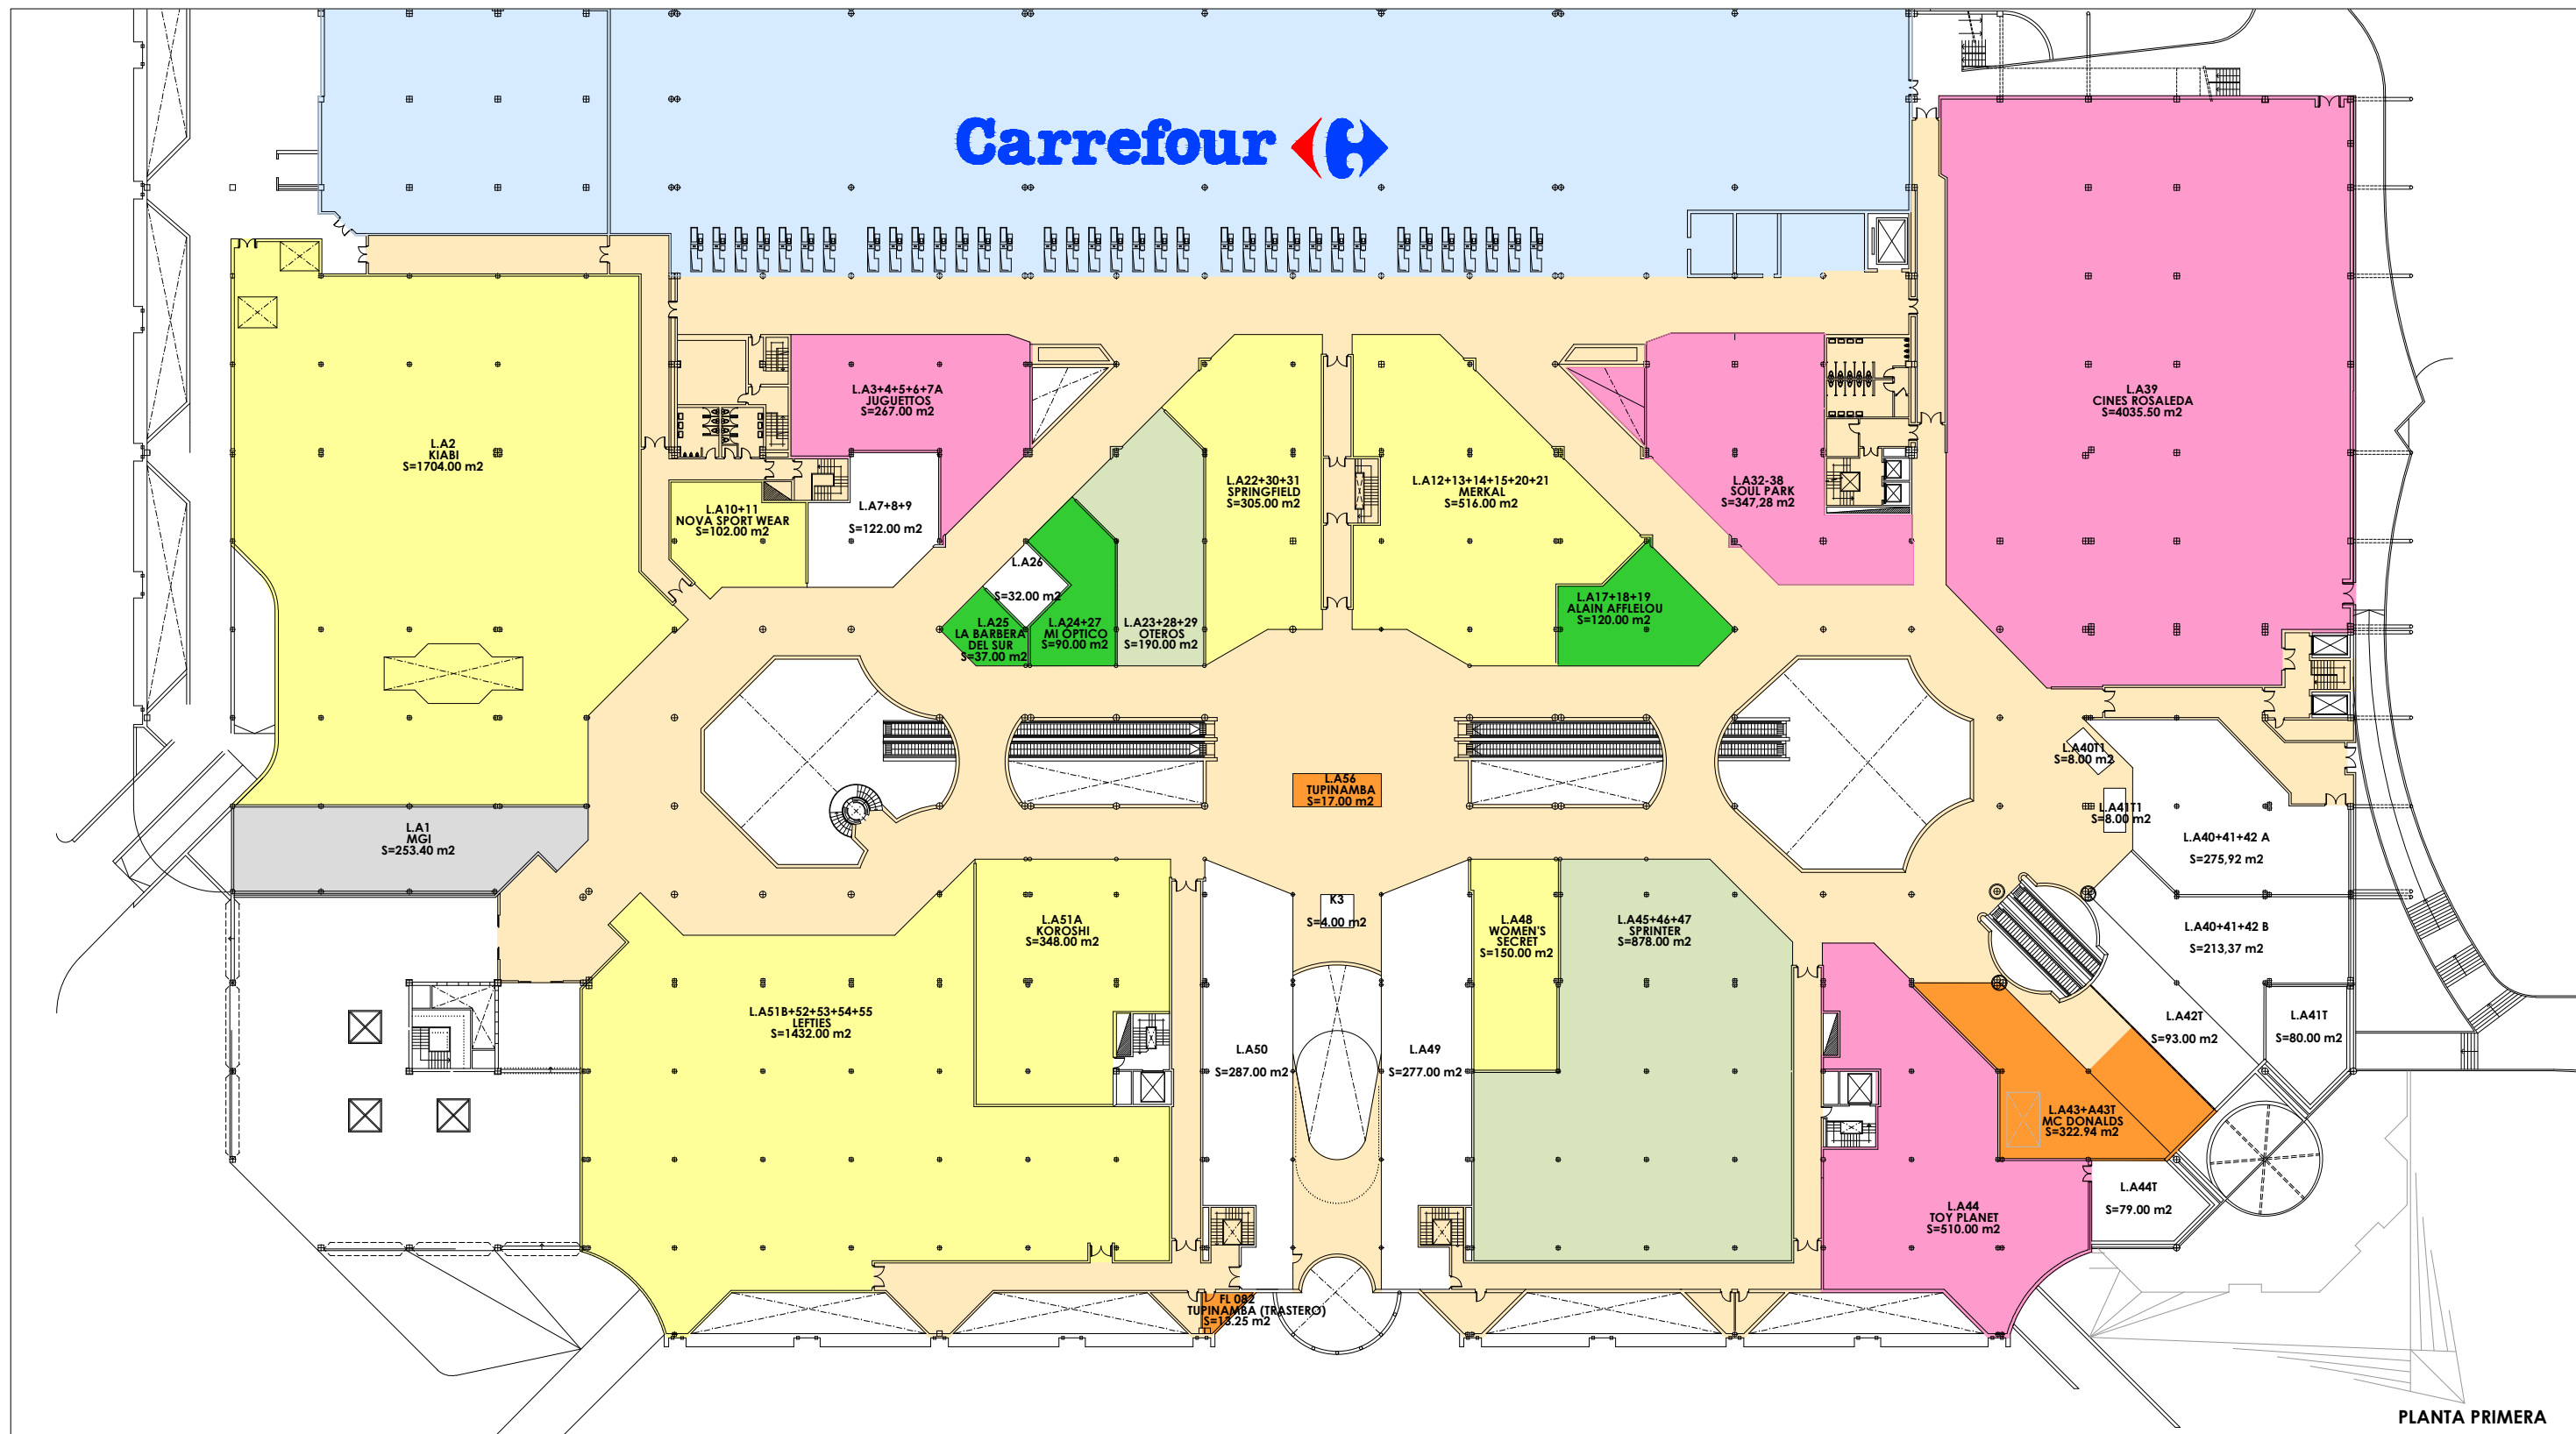 Carrefour
L.A3+4+5+6+7A
JUGUETTOS
S=267.00 m2
L.A39
CINES ROSALEDA
S=4035.50 m2
L.A2
KIABI
S=1704.00 m2
L.A22+30+31
SPRINGFIELD
S=305.00 m2
L.A12+13+14+15+20+21
MERKAL
S=516.00 m2
L.A32-38
SOUL PARK
S=347,28 m2
L.A10+11
NOVA SPORT WEAR
S=102.00 m2
L.A7+8+9
S=122.00 m2
L.A26
S=32.00 m2
L.A25
LA BARBERA
DEL SUR
S=37.00 m2
L.A24+27
MI ÓPTICO
S=90.00 m2
L.A23+28+29
OTEROS
S=190.00 m2
L.A17+18+19
ALAIN AFFLELOU
S=120.00 m2
L.A40T1
S=8.00 m2
L.A56
TUPINAMBA
S=17.00 m2
L.A41T1
S=8.00 m2
L.A1
MGI
S=253.40 m2
L.A40+41+42 A
S=275,92 m2
K3
S=4.00 m2
L.A51A
KOROSHI
S=348.00 m2
L.A48
WOMEN'S
SECRET
S=150.00 m2
L.A45+46+47
SPRINTER
S=878.00 m2
L.A40+41+42 B
S=213,37 m2
L.A51B+52+53+54+55
LEFTIES
S=1432.00 m2
L.A50
S=287.00 m2
L.A49
S=277.00 m2
L.A42T
S=93.00 m2
L.A41T
S=80.00 m2
L.A43+A43T
MC DONALDS
S=322.94 m2
L.A44T
S=79.00 m2
L.A44
TOY PLANET
S=510.00 m2
FL 082
TUPINAMBA (TRASTERO)
S=13.25 m2
PLANTA PRIMERA